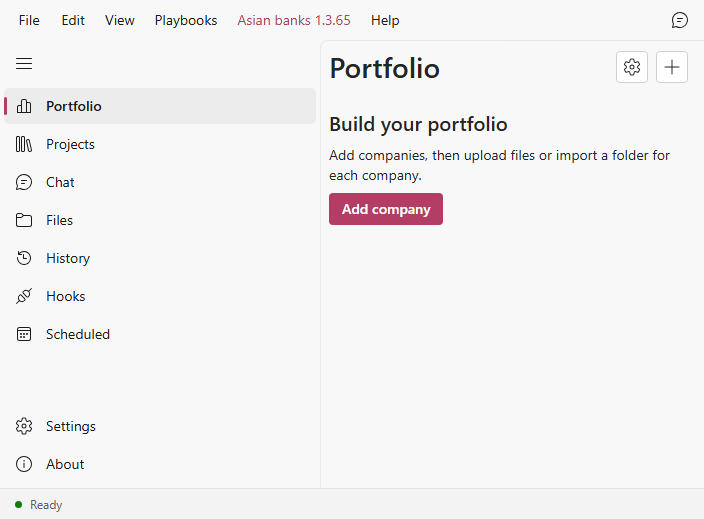 File Edit View Playbooks Asian banks 1.3.65 Help
Portfolio
Projects
Chat
Files
History
Hooks
Scheduled
Settings
About
Portfolio
Build your portfolio
Add companies, then upload files or import a folder for
each company.
Add company
Ready